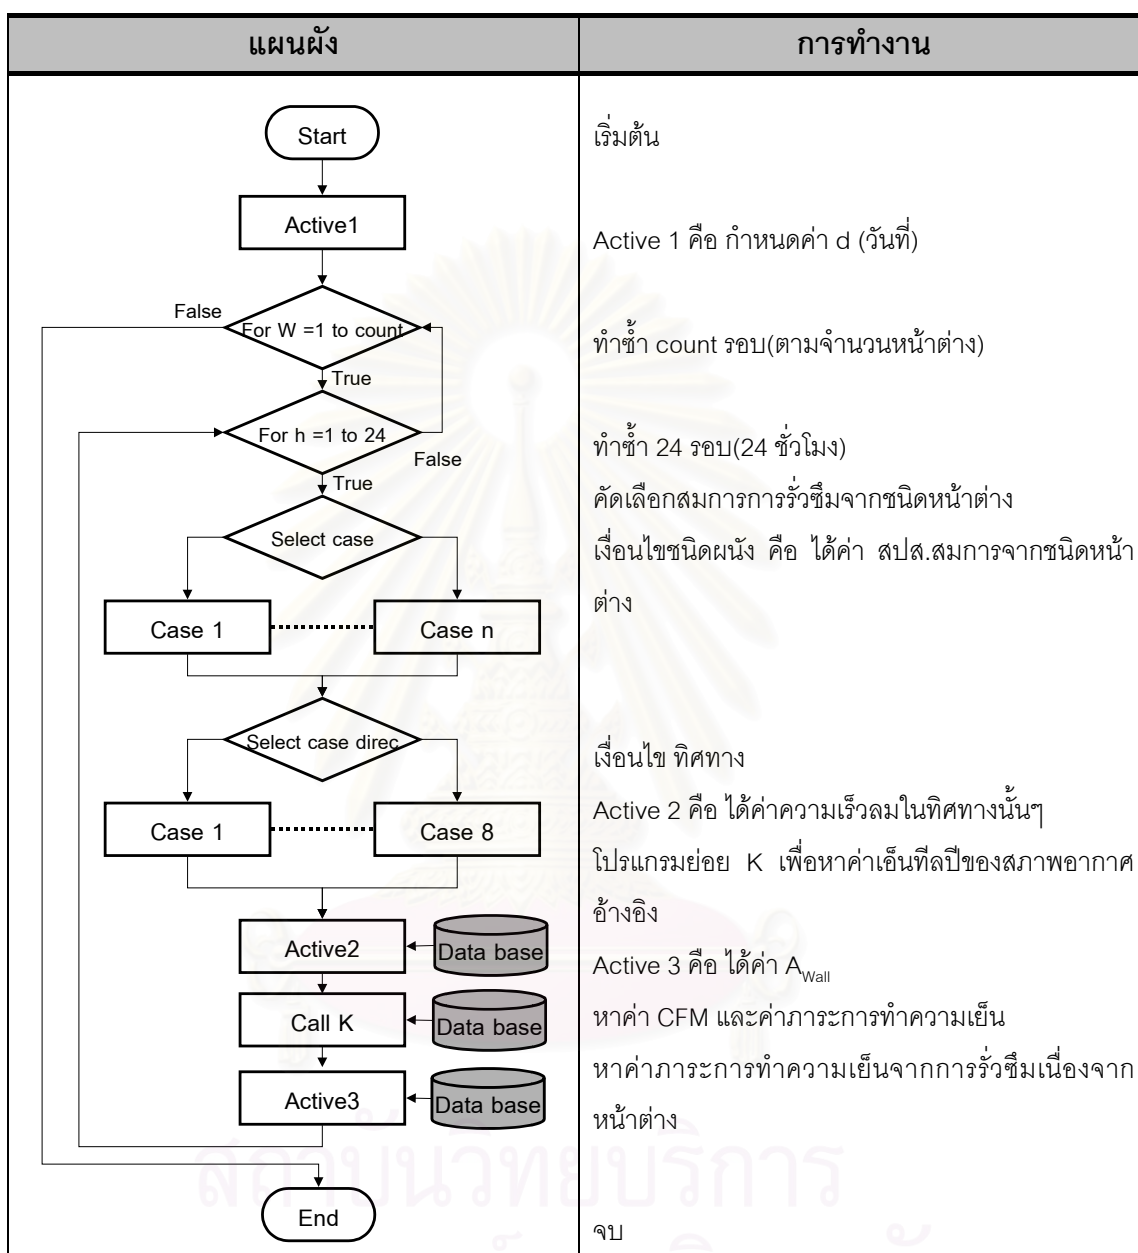 แผนผัง
การทำงาน
Start
เริ่มต้น
Active1
Active 1 คือ กำหนดค่า d (วันที่)
False
For W =1 to count
ทำซ้ำ count รอบ(ตามจำนวนหน้าต่าง)
True
For h =1 to 24
False
ทำซ้ำ 24 รอบ(24 ชั่วโมง)
True
คัดเลือกสมการการรั่วซึมจากชนิดหน้าต่าง
Select case
เงื่อนไขชนิดผนัง คือ ได้ค่า สปส.สมการจากชนิดหน้า
ต่าง
Case 1
Case n
Select case direc
เงื่อนไข ทิศทาง
Active 2 คือ ได้ค่าความเร็วลมในทิศทางนั้นๆ
Case 1
Case 8
โปรแกรมย่อย K เพื่อหาค่าเอ็นทีลปีของสภาพอากาศ
อ้างอิง
Active2
Data base
Active 3 คือ ได้ค่า AWall
Call K
Data base
หาค่า CFM และค่าภาระการทำความเย็น
หาค่าภาระการทำความเย็นจากการรั่วซึมเนื่องจาก
Active3
Data base
หน้าต่าง
สถาบันวิทยบริการ
End
จบ